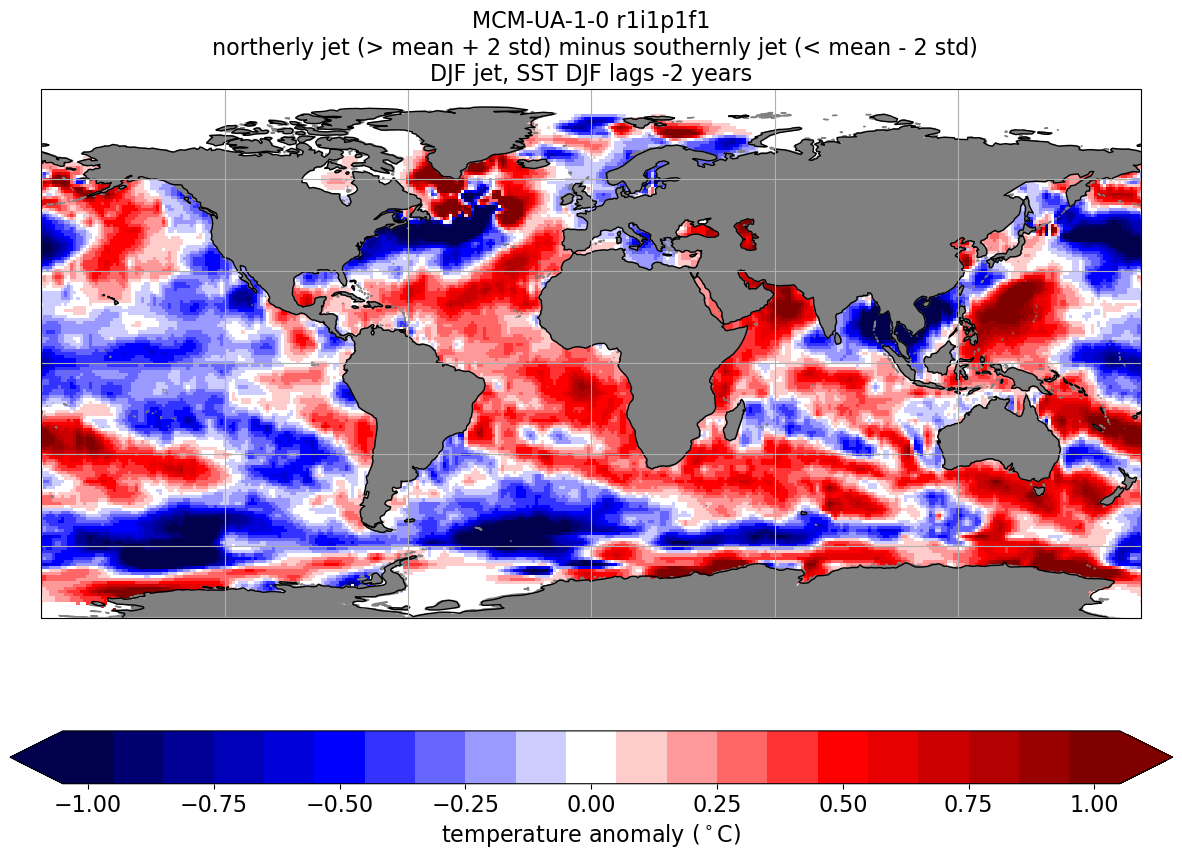 MCM-UA-1-0 r1i1p1f1
northerly jet (> mean + 2 std) minus southernly jet (< mean - 2 std)
DJF jet, SST DJF lags -2 years
−1.00 −0.75 −0.50 −0.25 0.00 0.25 0.50 0.75 1.00
temperature anomaly (°C)